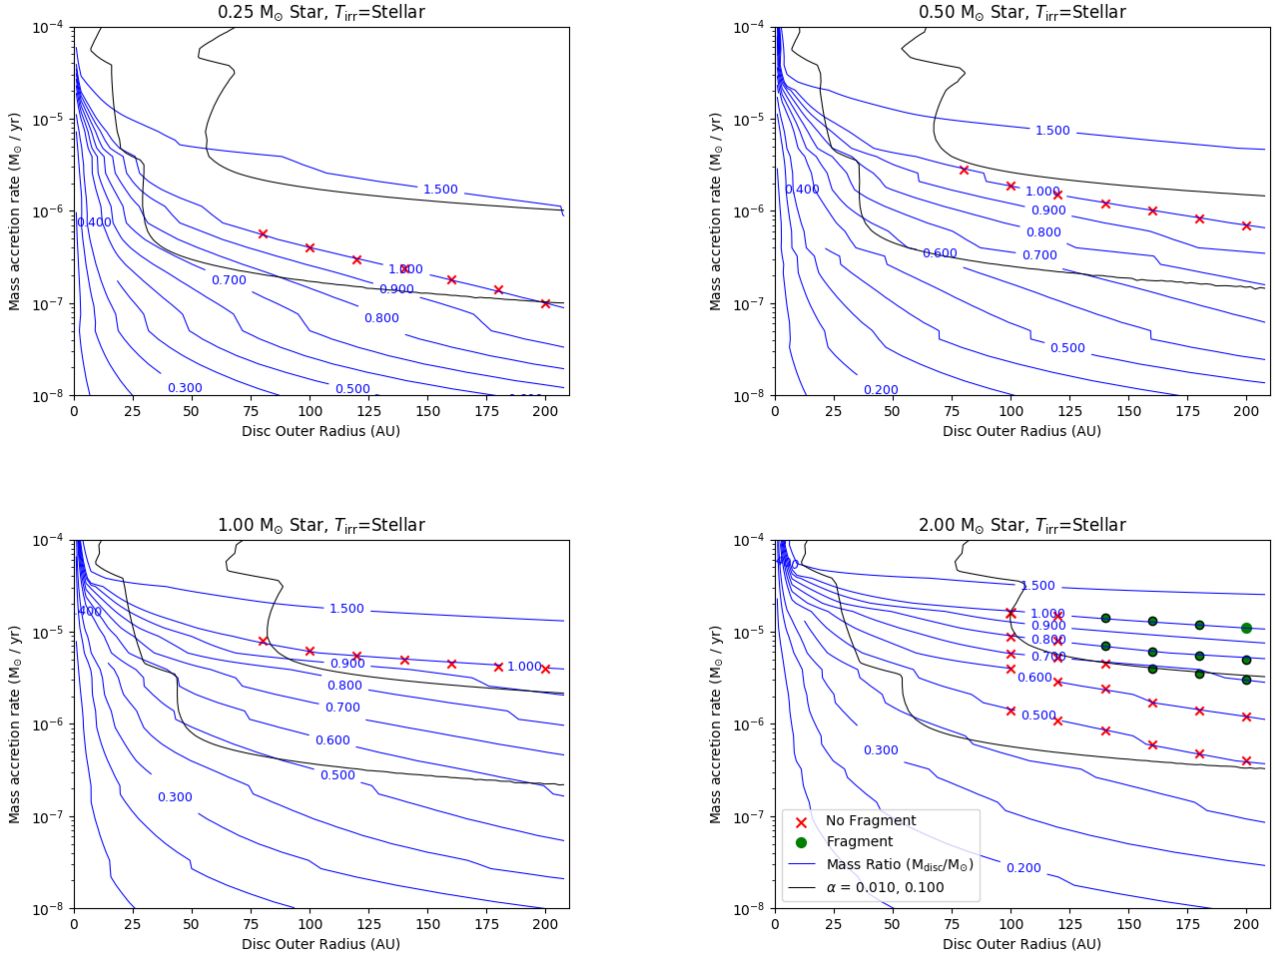 0.25 M☉ Star, Tirr=Stellar
Mass accretion rate (M☉ / yr)
10⁻⁴
10⁻⁵
10⁻⁶
10⁻⁷
10⁻⁸
1.500
0.400
1.000
0.900
0.700
0.800
0.300
0.500
0 25 50 75 100 125 150 175 200
Disc Outer Radius (AU)
0.50 M☉ Star, Tirr=Stellar
Mass accretion rate (M☉ / yr)
10⁻⁴
10⁻⁵
10⁻⁶
10⁻⁷
10⁻⁸
1.500
0.400
1.000
0.900
0.800
0.600
0.700
0.500
0.200
0 25 50 75 100 125 150 175 200
Disc Outer Radius (AU)
1.00 M☉ Star, Tirr=Stellar
Mass accretion rate (M☉ / yr)
10⁻⁴
10⁻⁵
10⁻⁶
10⁻⁷
10⁻⁸
1.500
.400
0.900
1.000
0.800
0.700
0.600
0.500
0.300
0 25 50 75 100 125 150 175 200
Disc Outer Radius (AU)
2.00 M☉ Star, Tirr=Stellar
Mass accretion rate (M☉ / yr)
10⁻⁴
10⁻⁵
10⁻⁶
10⁻⁷
10⁻⁸
1.500
1.000
0.900
0.800
0.700
0.600
0.500
0.300
0.200
No Fragment
Fragment
Mass Ratio (Mdisc/M☉)
α = 0.010, 0.100
0 25 50 75 100 125 150 175 200
Disc Outer Radius (AU)